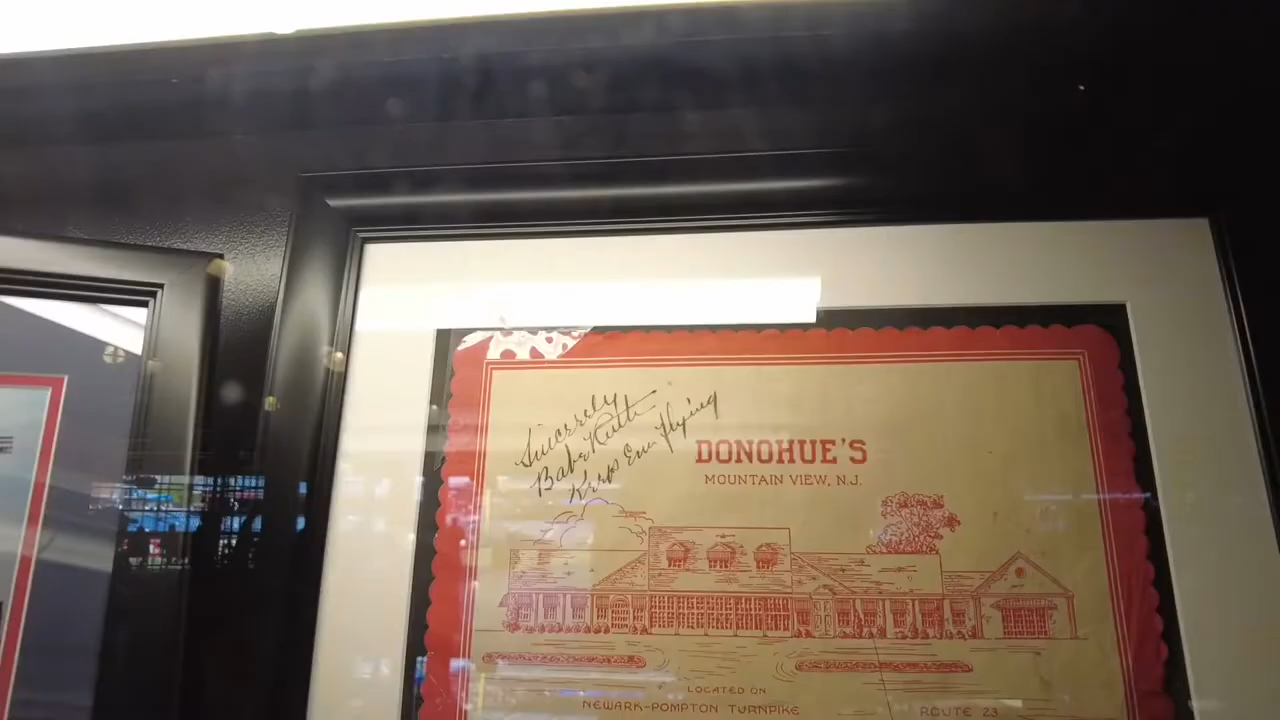 Sincerely
Babe Ruth
Keep Em flying
DONOHUE'S
MOUNTAIN VIEW, N.J.
LOCATED ON
NEWARK-POMPTON TURNPIKE
ROUTE 23